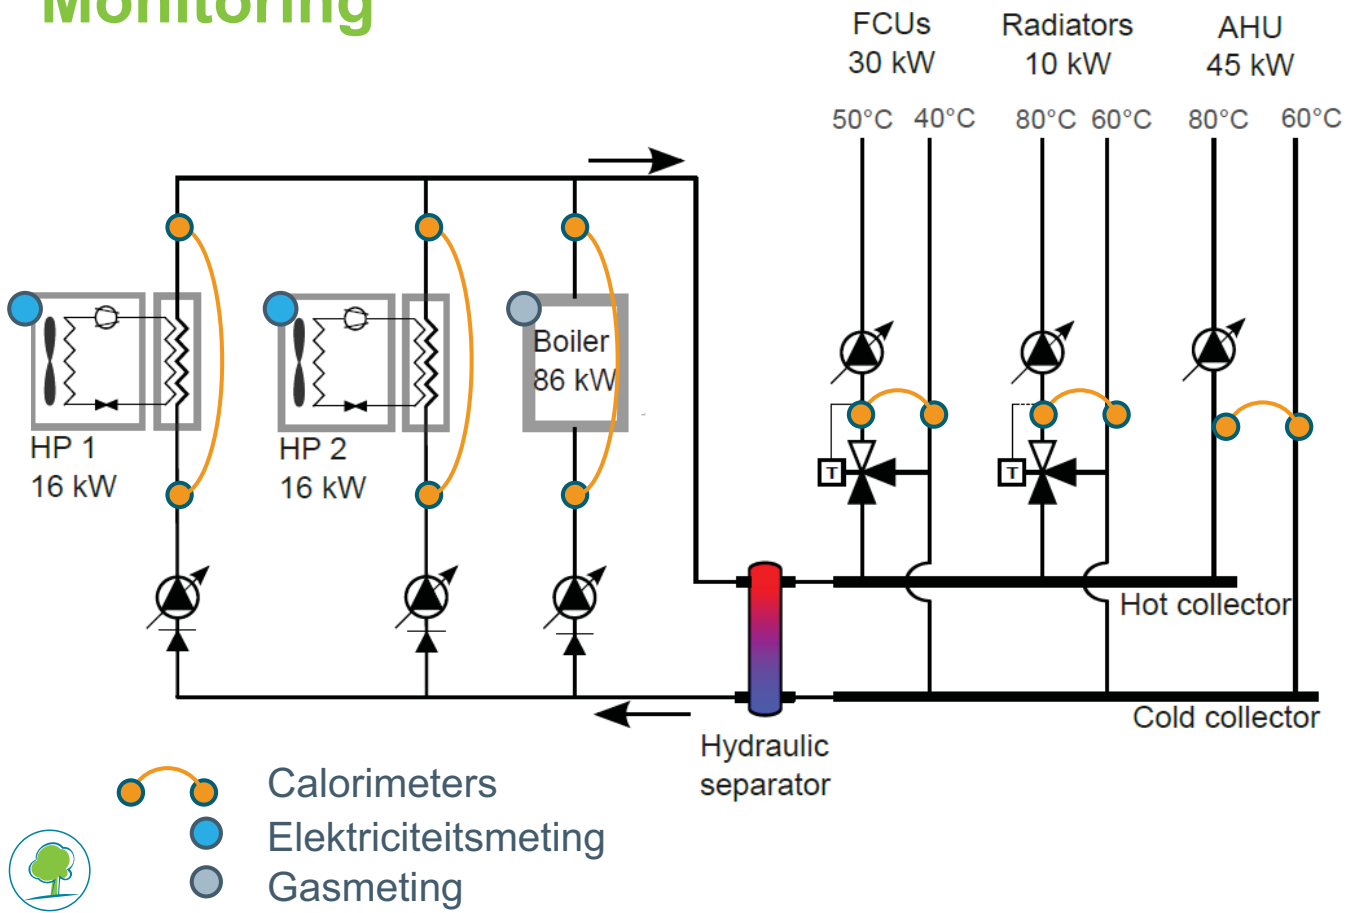 Monitoring
FCUs
30 kW
Radiators
10 kW
AHU
45 kW
50°C
40°C
80°C
60°C
80°C
60°C
Boiler
86 kW
HP 1
16 kW
HP 2
16 kW
T
T
Hot collector
Cold collector
Hydraulic
separator
Calorimeters
Elektriciteitsmeting
Gasmeting